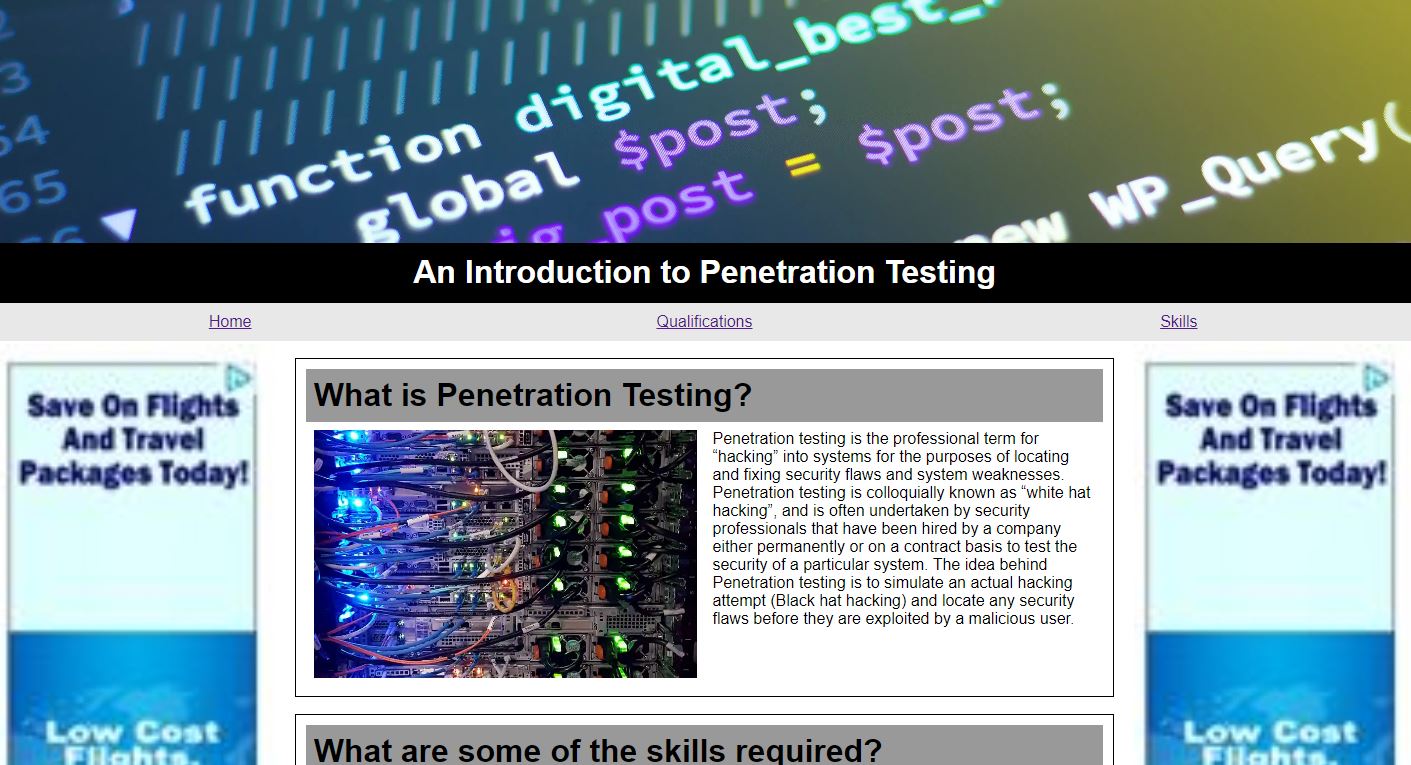 3
64
65
66
function digital_best_
global $post;
ig_post = $post;
new WP_Query(
An Introduction to Penetration Testing
Home
Qualifications
Skills
Save On Flights
And Travel
Packages Today!
Low Cost
Flights.
What is Penetration Testing?
Penetration testing is the professional term for
“hacking” into systems for the purposes of locating
and fixing security flaws and system weaknesses.
Penetration testing is colloquially known as “white hat
hacking”, and is often undertaken by security
professionals that have been hired by a company
either permanently or on a contract basis to test the
security of a particular system. The idea behind
Penetration testing is to simulate an actual hacking
attempt (Black hat hacking) and locate any security
flaws before they are exploited by a malicious user.
What are some of the skills required?
Save On Flights
And Travel
Packages Today!
Low Cost
Flights.